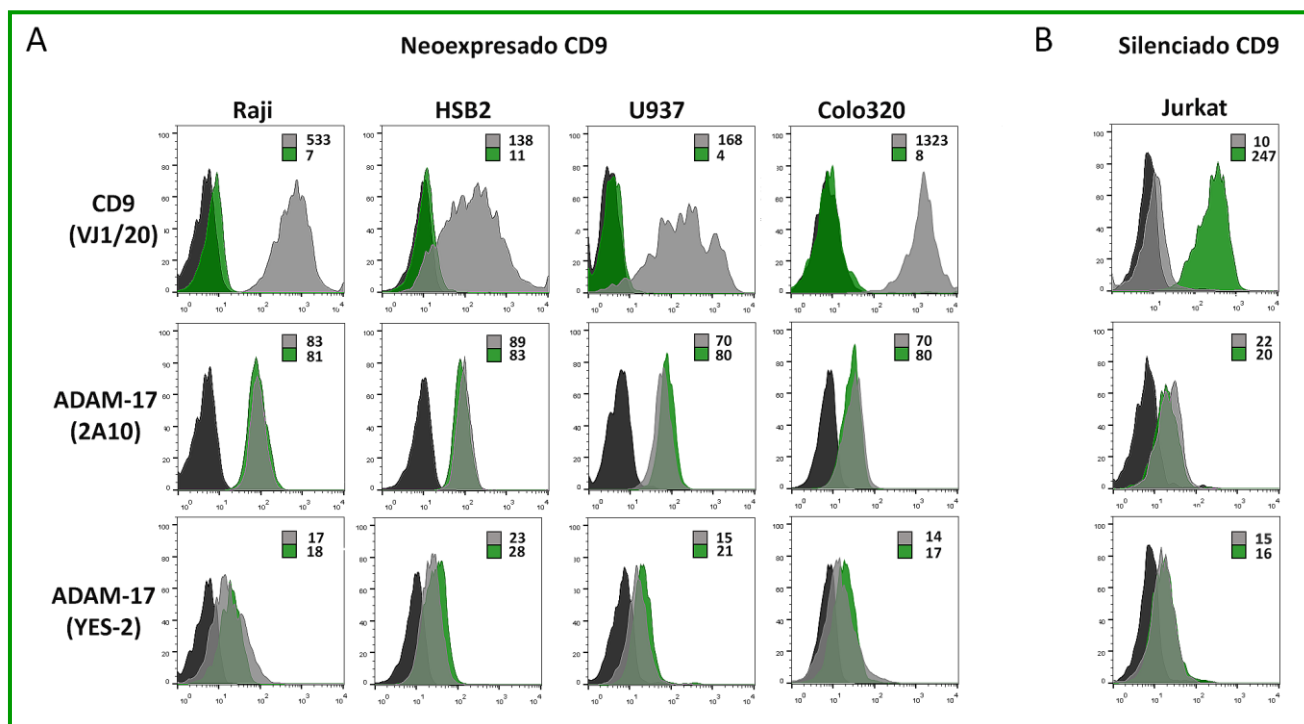 A
Neoexpresado CD9
B
Silenciado CD9
Raji
HSB2
U937
Colo320
Jurkat
CD9
(VJ1/20)
533
7
138
11
168
4
1323
8
10
247
ADAM-17
(2A10)
83
81
89
83
70
80
70
80
22
20
ADAM-17
(YES-2)
17
18
23
28
15
21
14
17
15
16